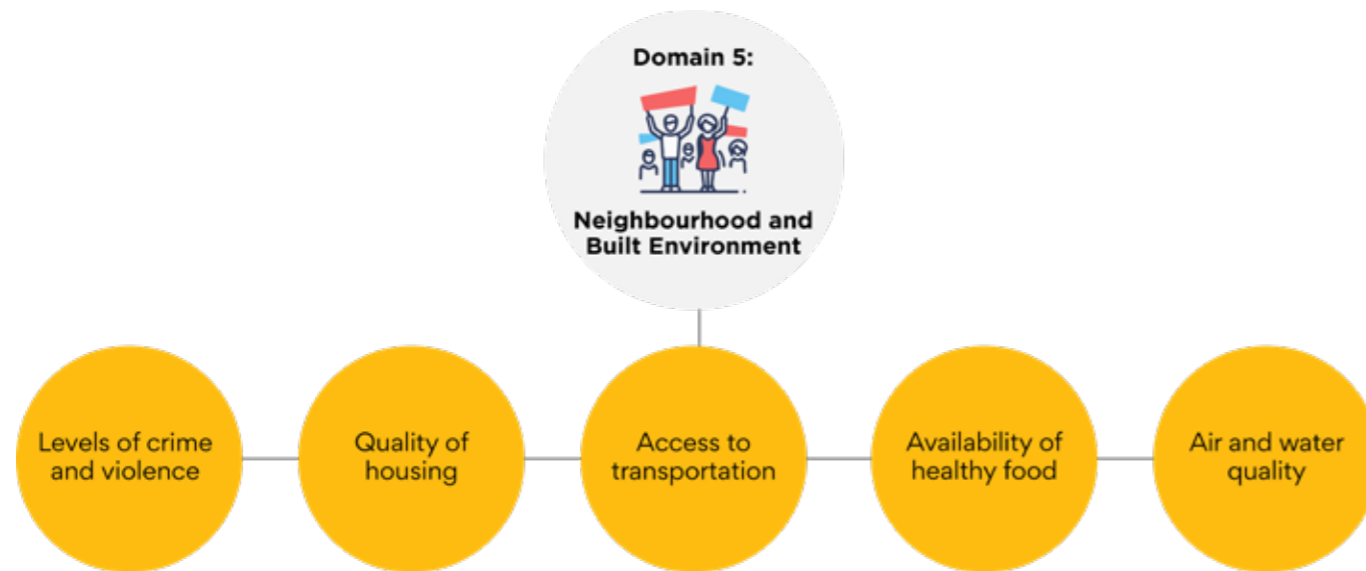 Domain 5:
Neighbourhood and
Built Environment
Levels of crime
and violence
Quality of
housing
Access to
transportation
Availability of
healthy food
Air and water
quality